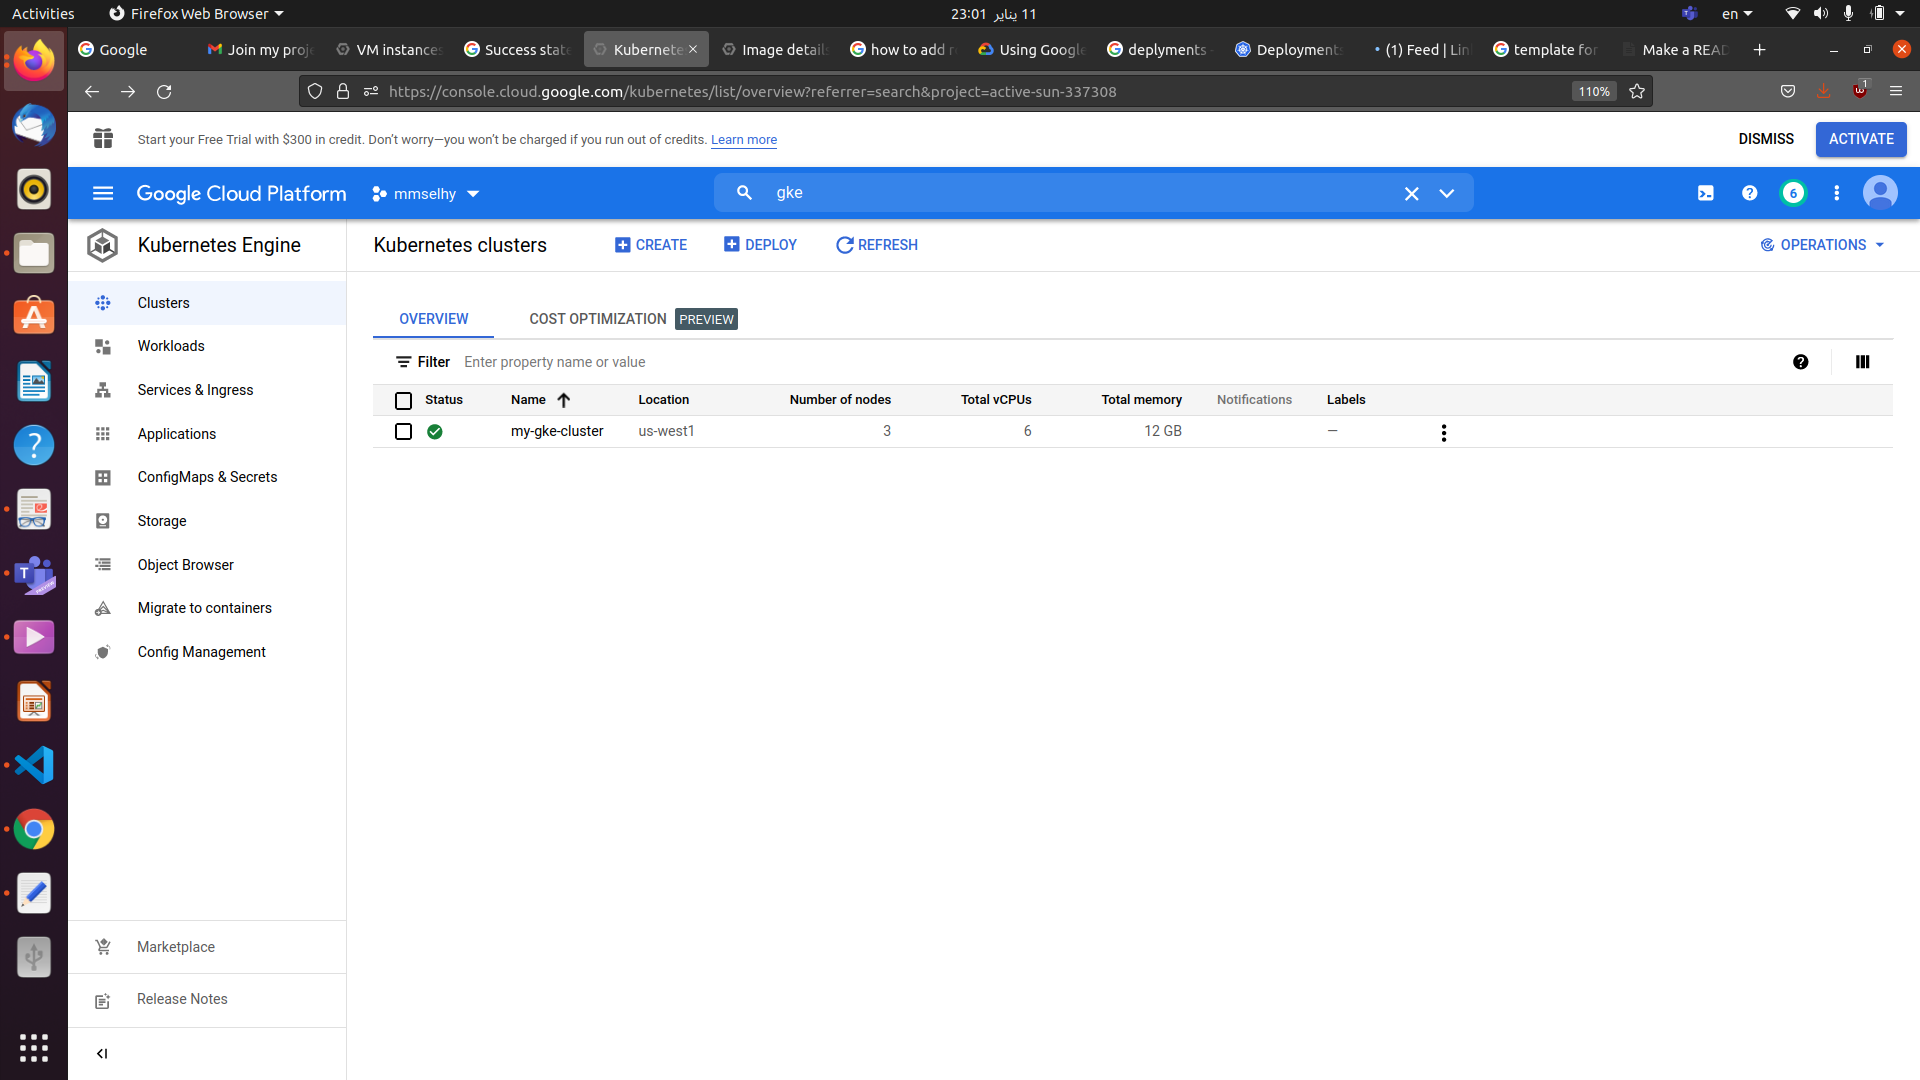 Activities
Firefox Web Browser
11 يناير 23:01
en
Google
Join my proje
VM instances
Success state
Kubernete
Image details
how to add r
Using Google
deplyments -
Deployments
(1) Feed | Lin
template for
Make a READ
https://console.cloud.google.com/kubernetes/list/overview?referrer=search&project=active-sun-337308
110%
1
Start your Free Trial with $300 in credit. Don't worry—you won't be charged if you run out of credits. Learn more
DISMISS
ACTIVATE
Google Cloud Platform
mmselhy
gke
6
Kubernetes Engine
Kubernetes clusters
CREATE
DEPLOY
REFRESH
OPERATIONS
Clusters
Workloads
Services & Ingress
Applications
ConfigMaps & Secrets
Storage
Object Browser
Migrate to containers
Config Management
Marketplace
Release Notes
OVERVIEW
COST OPTIMIZATION PREVIEW
Filter Enter property name or value
Status Name Location Number of nodes Total vCPUs Total memory Notifications Labels
my-gke-cluster us-west1 3 6 12 GB —